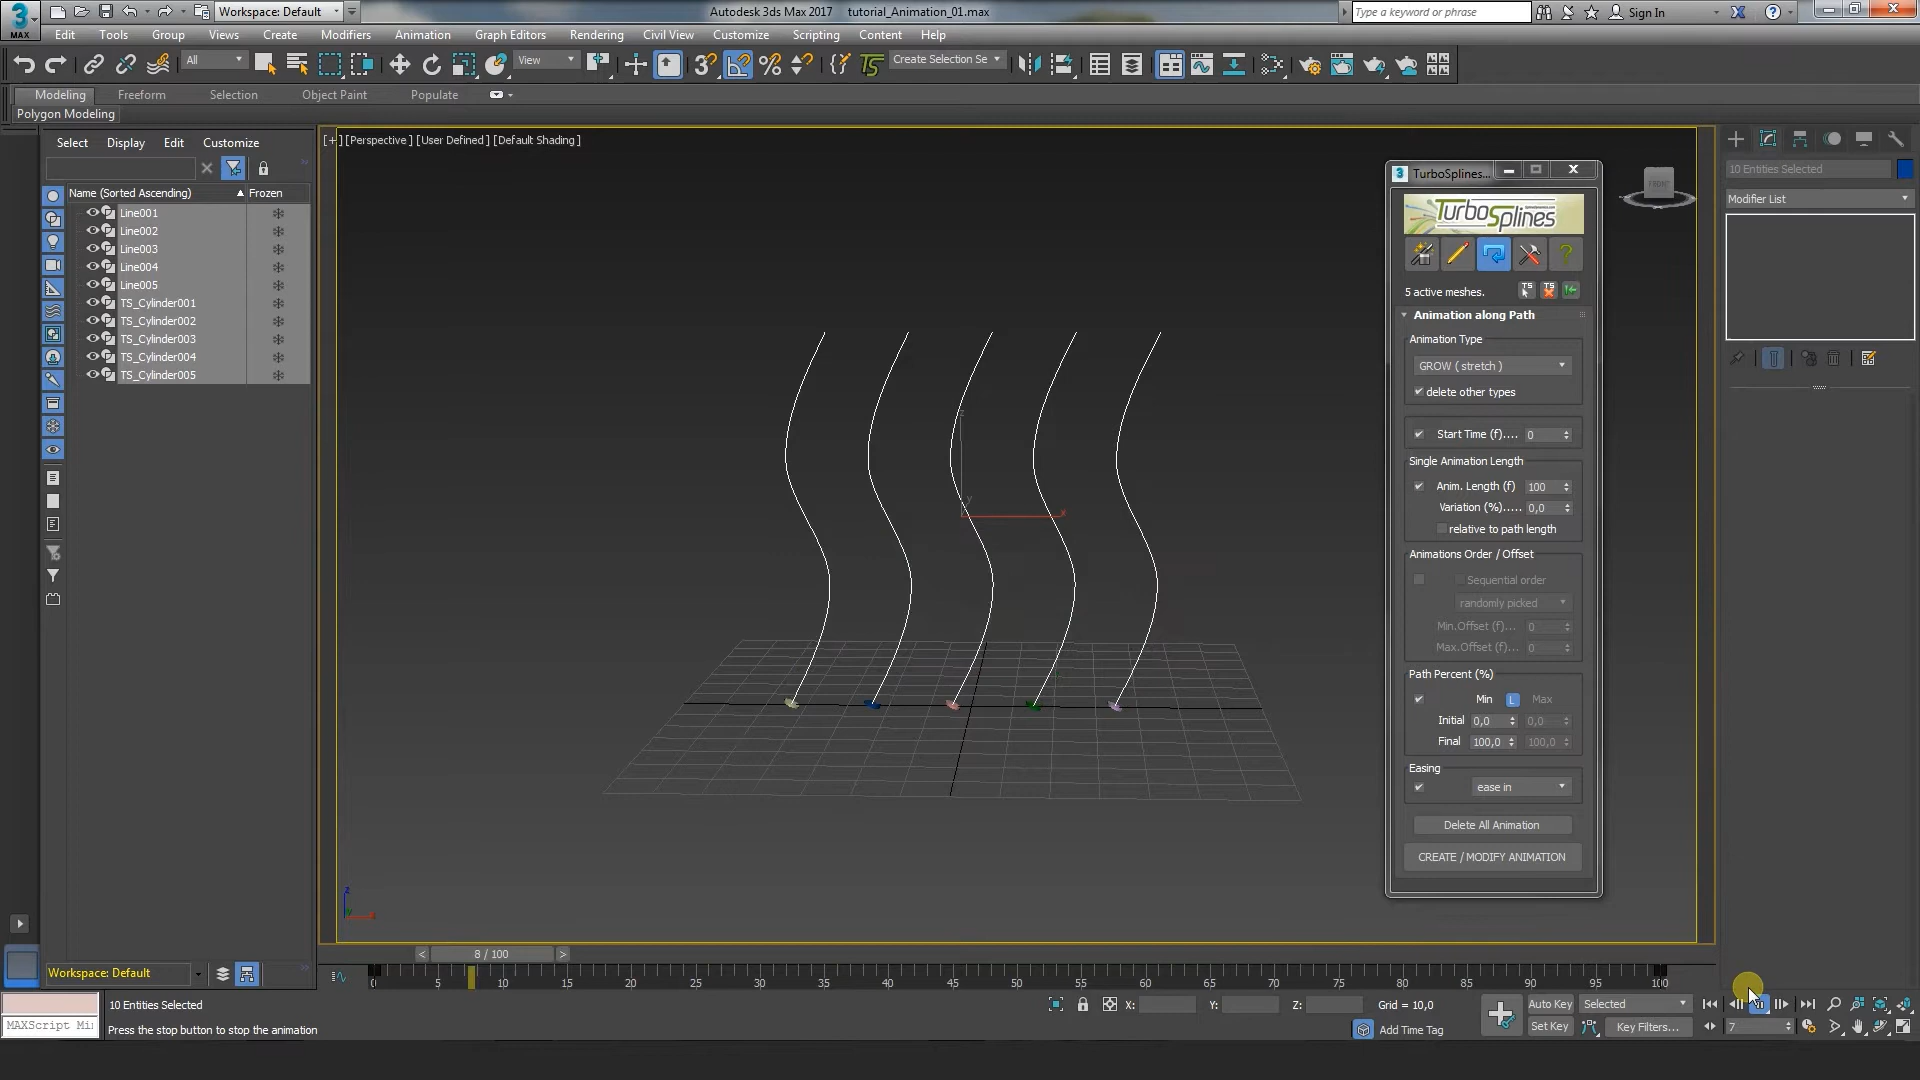 Workspace: Default
Autodesk 3ds Max 2017 tutorial_Animation_01.max
Type a keyword or phrase
Sign In
MAX
Edit Tools Group Views Create Modifiers Animation Graph Editors Rendering Civil View Customize Scripting Content Help
All
View
Create Selection Se
Modeling Freeform Selection Object Paint Populate
Polygon Modeling
Select Display Edit Customize
Name (Sorted Ascending) Frozen
Line001
Line002
Line003
Line004
Line005
TS_Cylinder001
TS_Cylinder002
TS_Cylinder003
TS_Cylinder004
TS_Cylinder005
[+] [Perspective] [User Defined] [Default Shading]
TurboSplines...
TurboSplines
5 active meshes.
Animation along Path
Animation Type
GROW ( stretch )
delete other types
Start Time (f).... 0
Single Animation Length
Anim. Length (f) 100
Variation (%)..... 0,0
relative to path length
Animations Order / Offset
Sequential order
randomly picked
Min.Offset (f)... 0
Max.Offset (f)... 0
Path Percent (%)
Min L Max
Initial 0,0 0,0
Final 100,0 100,0
Easing
ease in
Delete All Animation
CREATE / MODIFY ANIMATION
10 Entities Selected
Modifier List
FRONT
z
y
x
8 / 100
0 5 10 15 20 25 30 35 40 45 50 55 60 65 70 75 80 85 90 95 100
Workspace: Default
10 Entities Selected
X: Y: Z: Grid = 10,0
Auto Key Selected
MAXScript Mi
Press the stop button to stop the animation
Add Time Tag
Set Key Key Filters...
7